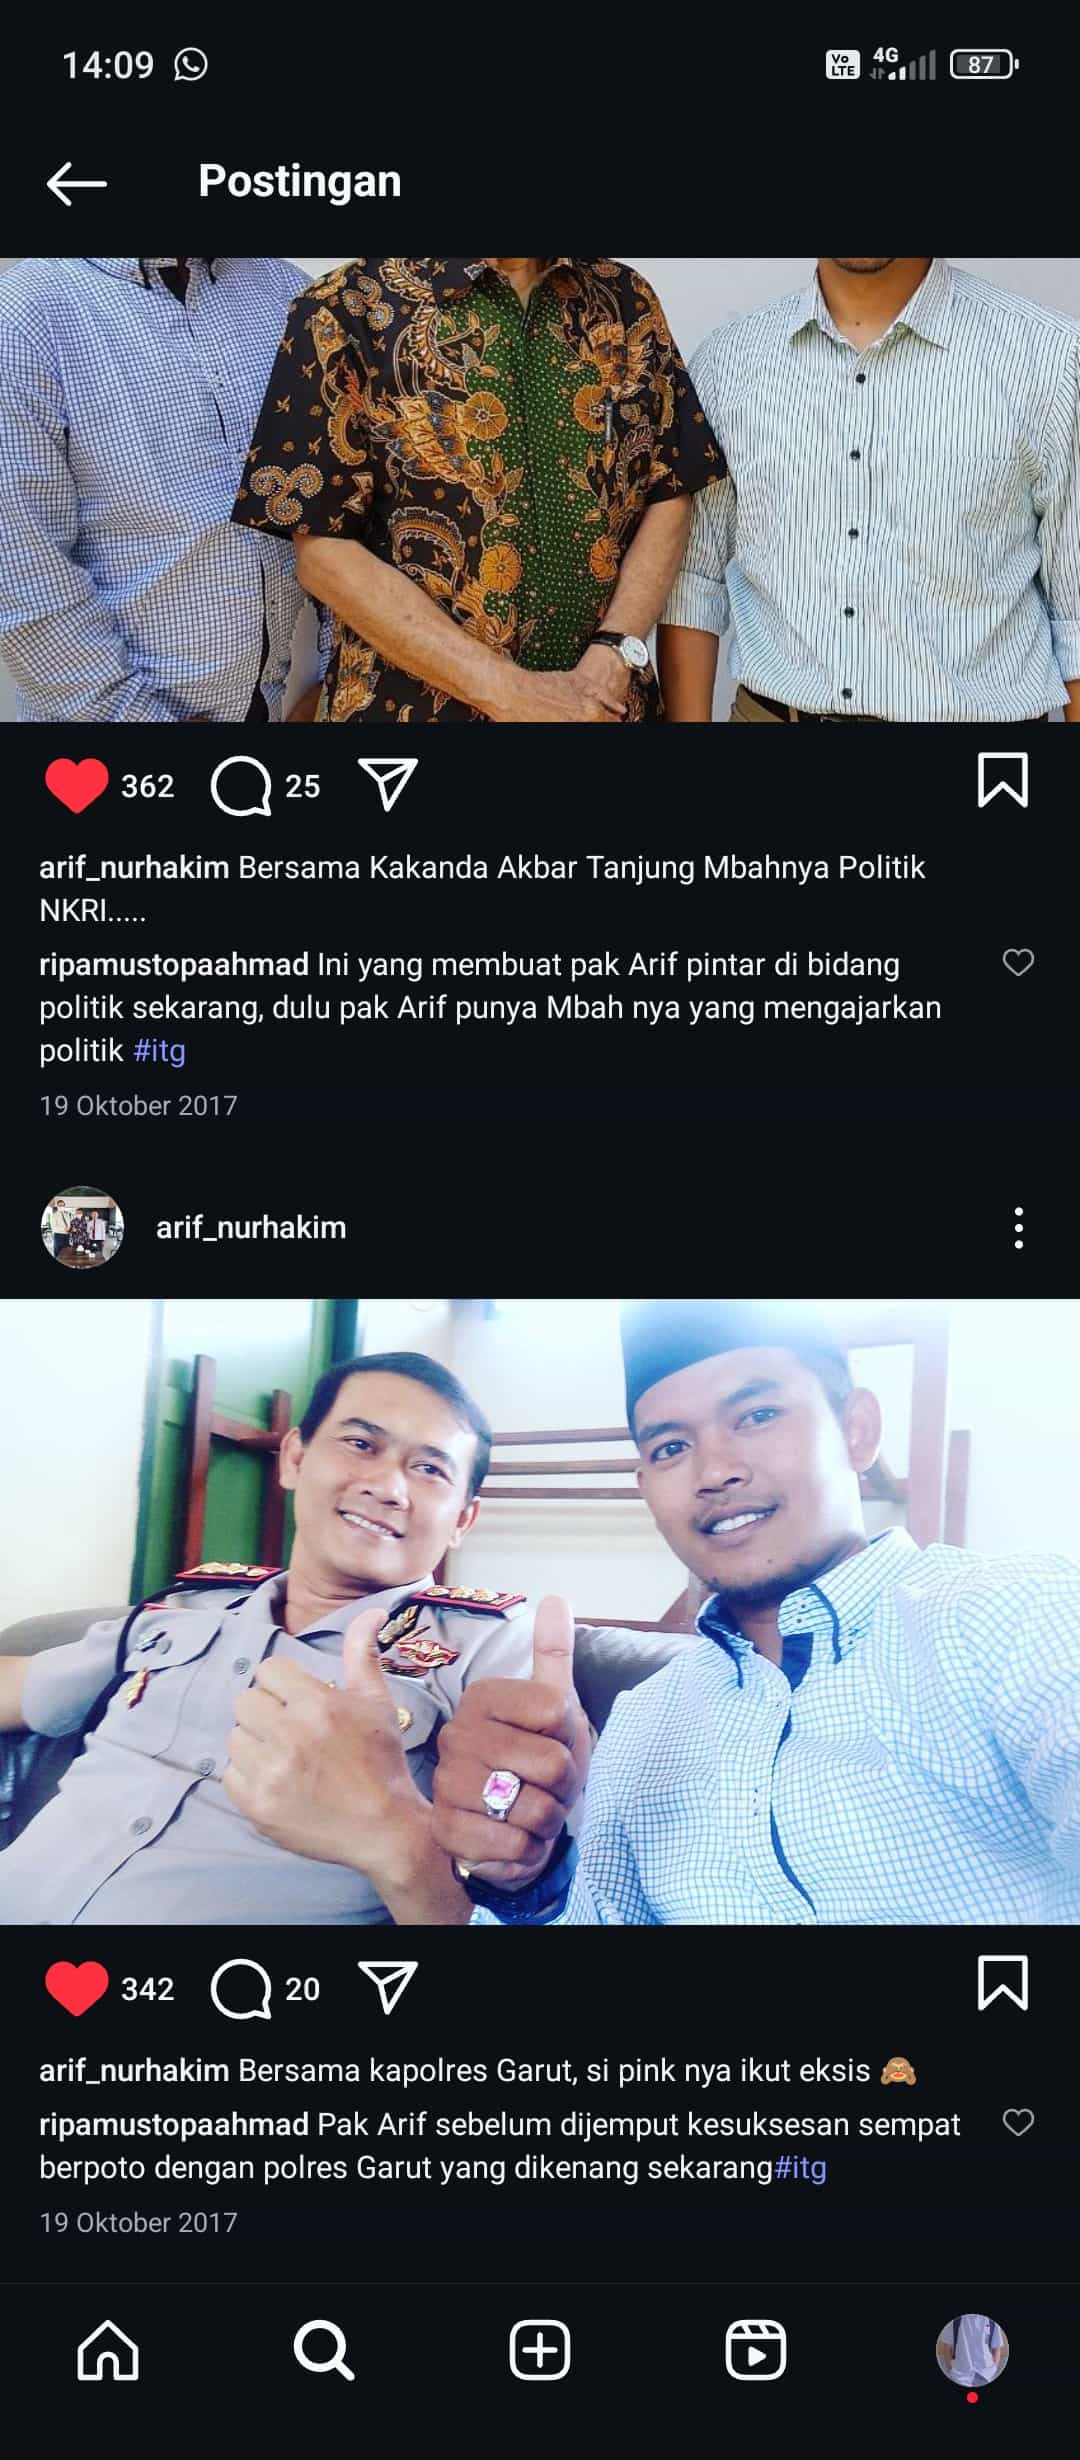 14:09
Vo LTE 4G 87
Postingan
362 25
arif_nurhakim Bersama Kakanda Akbar Tanjung Mbahnya Politik
NKRI.....
ripamustopaahmad Ini yang membuat pak Arif pintar di bidang
politik sekarang, dulu pak Arif punya Mbah nya yang mengajarkan
politik #itg
19 Oktober 2017
arif_nurhakim
342 20
arif_nurhakim Bersama kapolres Garut, si pink nya ikut eksis 🙈
ripamustopaahmad Pak Arif sebelum dijemput kesuksesan sempat
berpoto dengan polres Garut yang dikenang sekarang#itg
19 Oktober 2017